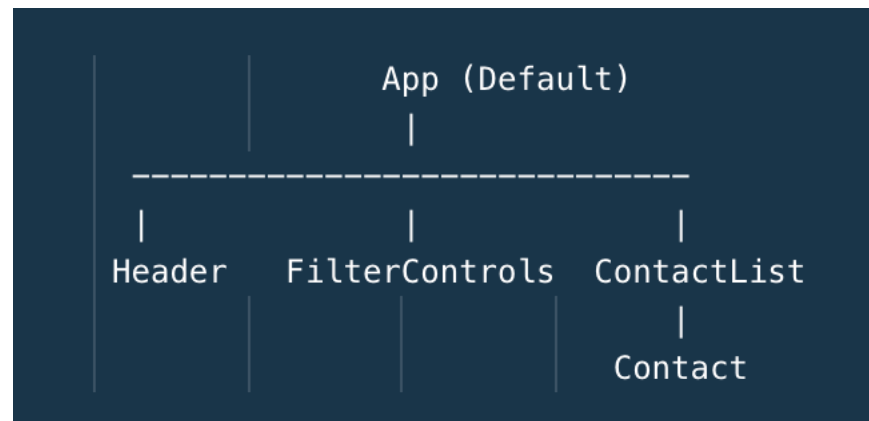 App (Default)
|
-----------------------------
| | |
Header FilterControls ContactList
|
Contact